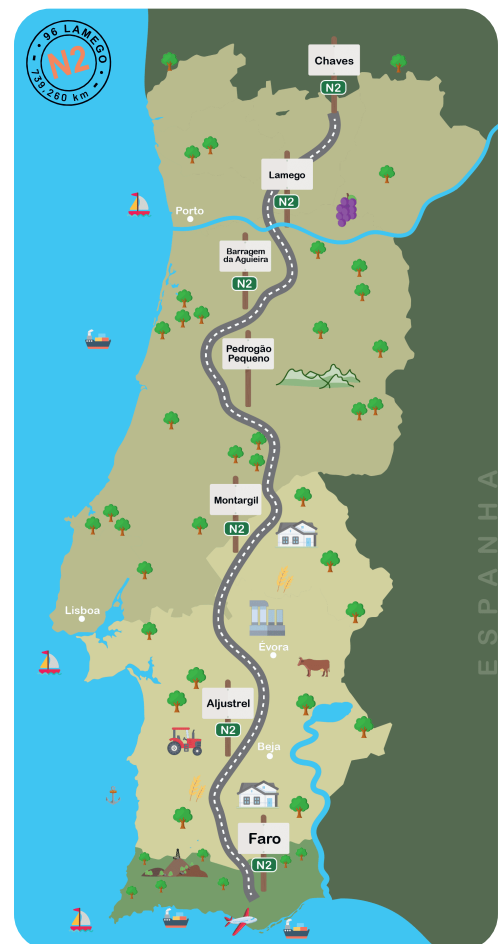 · 96 LAMEGO ·
N2
739,260 km
Chaves
N2
Lamego
N2
Porto
Barragem
da Aguieira
N2
Pedrogão
Pequeno
Montargil
N2
ESPANHA
Lisboa
Évora
Aljustrel
N2
Beja
Faro
N2